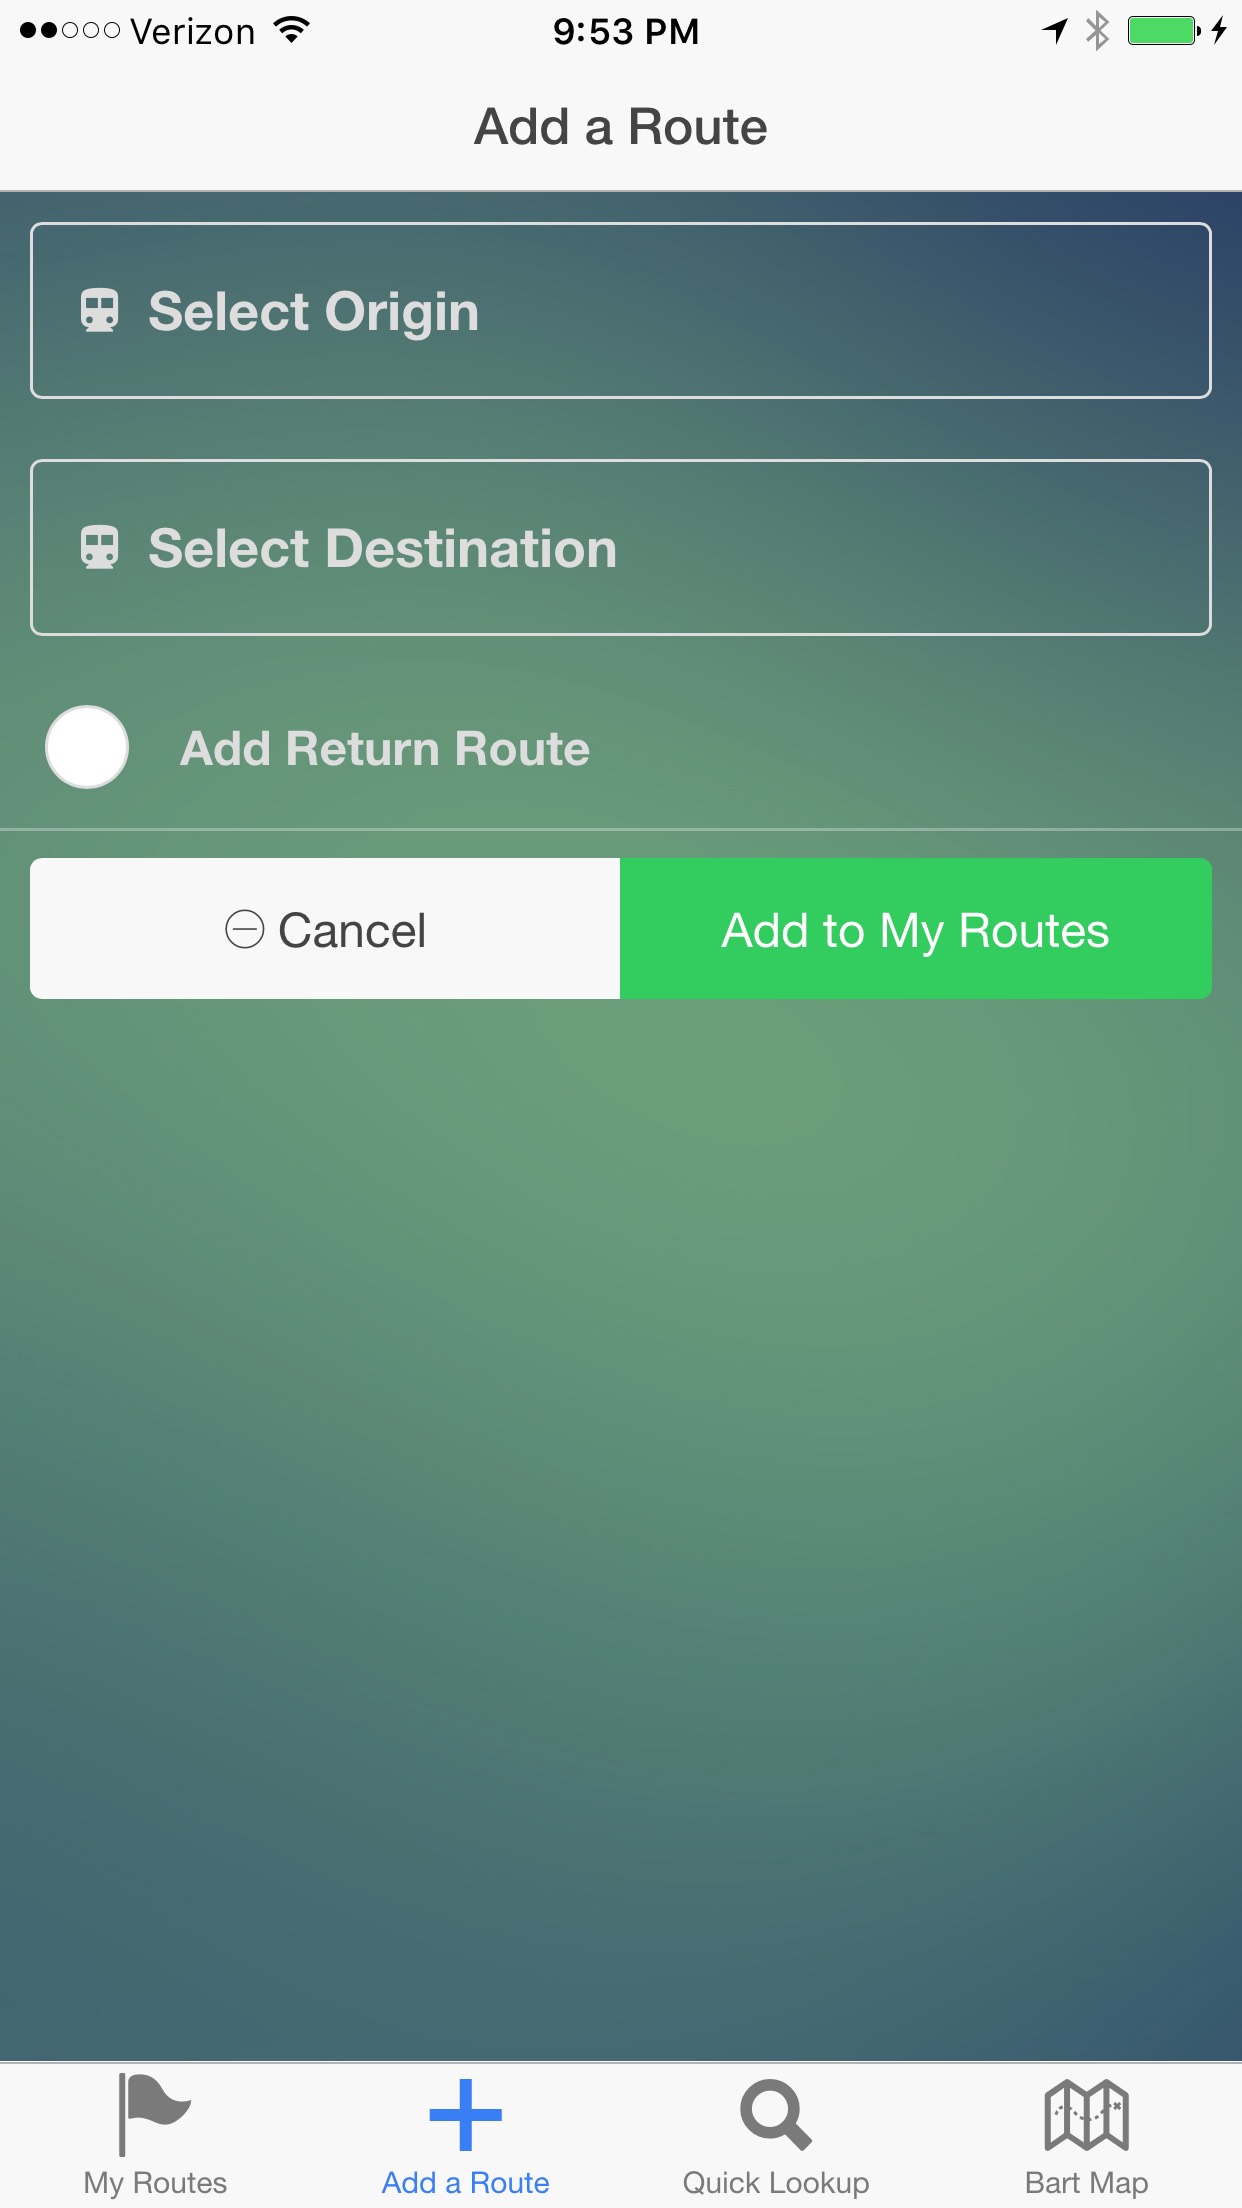 Verizon 9:53 PM
Add a Route
Select Origin
Select Destination
Add Return Route
Cancel
Add to My Routes
My Routes
Add a Route
Quick Lookup
Bart Map